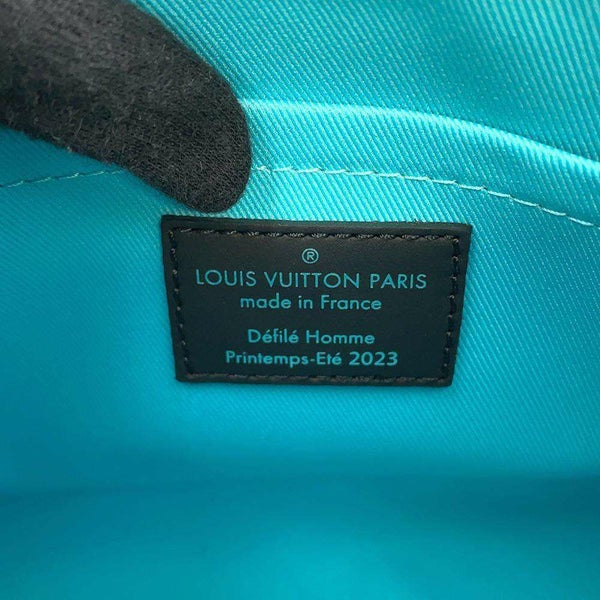 ®
LOUIS VUITTON PARIS
made in France
Défilé Homme
Printemps-Eté 2023